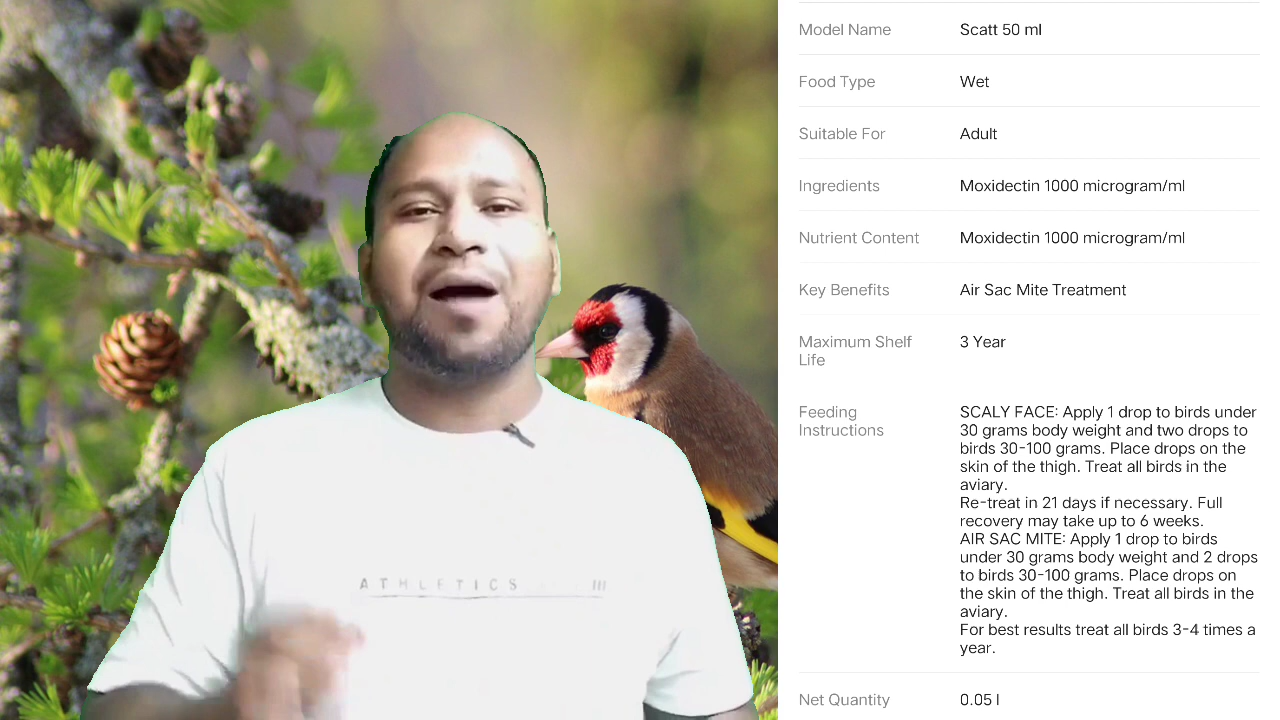 Model Name Scatt 50 ml
Food Type Wet
Suitable For Adult
Ingredients Moxidectin 1000 microgram/ml
Nutrient Content Moxidectin 1000 microgram/ml
Key Benefits Air Sac Mite Treatment
Maximum Shelf Life 3 Year
Feeding Instructions
SCALY FACE: Apply 1 drop to birds under
30 grams body weight and two drops to
birds 30-100 grams. Place drops on the
skin of the thigh. Treat all birds in the
aviary.
Re-treat in 21 days if necessary. Full
recovery may take up to 6 weeks.
AIR SAC MITE: Apply 1 drop to birds
under 30 grams body weight and 2 drops
to birds 30-100 grams. Place drops on
the skin of the thigh. Treat all birds in the
aviary.
For best results treat all birds 3-4 times a
year.
Net Quantity 0.05 l
ATHLETICS